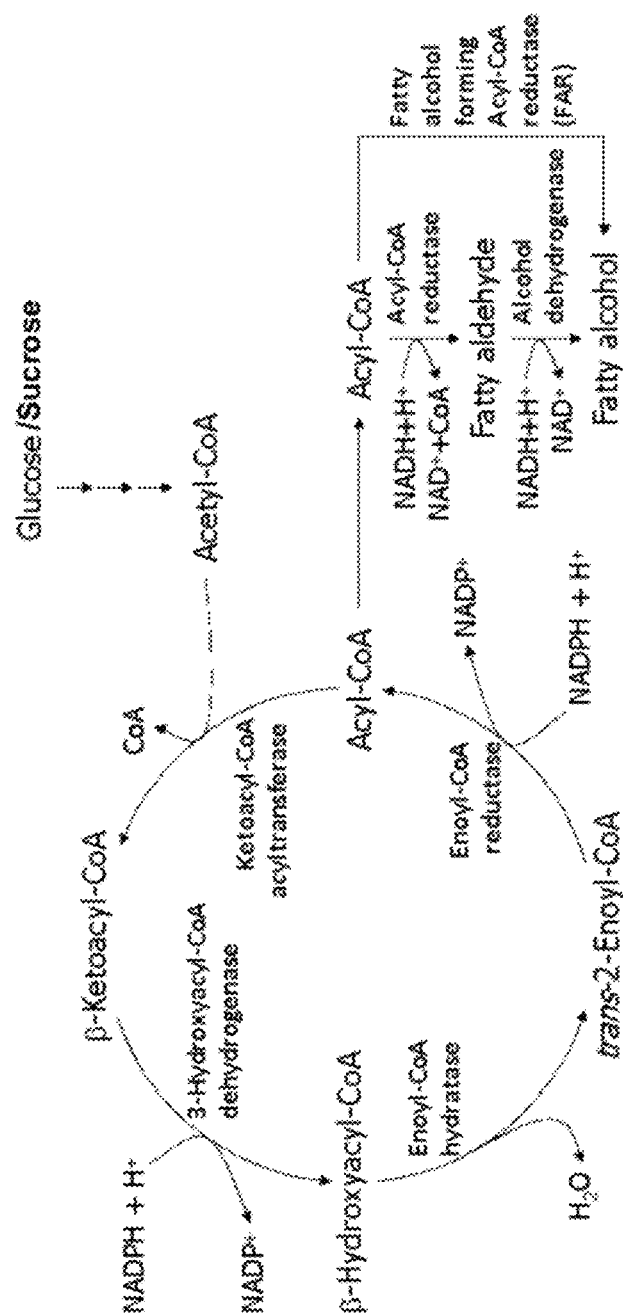 Glucose/Sucrose
Acetyl-CoA
CoA
β-Ketoacyl-CoA
Ketoacyl-CoA
acyltransferase
NADPH + H⁺
3-Hydroxyacyl-CoA
dehydrogenase
NADP⁺
β-Hydroxyacyl-CoA
Enoyl-CoA
hydratase
H₂O
trans-2-Enoyl-CoA
Enoyl-CoA
reductase
NADPH + H⁺
NADP⁺
Acyl-CoA
Acyl-CoA
NADH+H⁺
Acyl-CoA
reductase
NAD⁺+CoA
Fatty aldehyde
NADH+H⁺
Alcohol
dehydrogenase
NAD⁺
Fatty alcohol
Fatty
alcohol
forming
Acyl-CoA
reductase
(FAR)